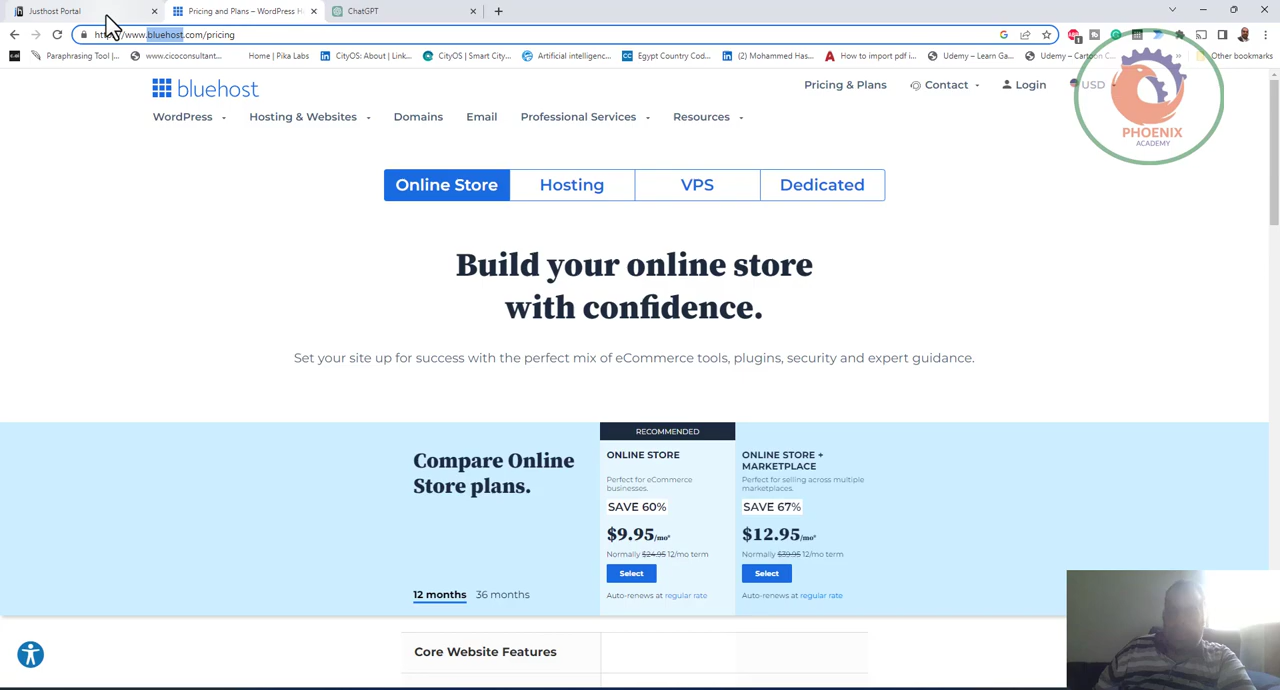 Justhost Portal
Pricing and Plans – WordPress H
ChatGPT
bluehost.com/pricing
Paraphrasing Tool |...
www.cicoconsultant...
Home | Pika Labs
CityOS: About | Link...
CityOS | Smart City...
Artificial intelligenc...
Egypt Country Cod...
(2) Mohammed Has...
How to import pdf i...
Udemy – Learn Ga...
Udemy – Cartoon C...
Other bookmarks
bluehost
Pricing & Plans
Contact
Login
USD
WordPress
Hosting & Websites
Domains
Email
Professional Services
Resources
PHOENIX
ACADEMY
Online Store
Hosting
VPS
Dedicated
Build your online store
with confidence.
Set your site up for success with the perfect mix of eCommerce tools, plugins, security and expert guidance.
Compare Online
Store plans.
12 months
36 months
RECOMMENDED
ONLINE STORE
Perfect for eCommerce
businesses.
SAVE 60%
$9.95/mo*
Normally $24.95 12/mo term
Select
Auto-renews at regular rate
ONLINE STORE +
MARKETPLACE
Perfect for selling across multiple
marketplaces.
SAVE 67%
$12.95/mo*
Normally $39.95 12/mo term
Select
Auto-renews at regular rate
Core Website Features